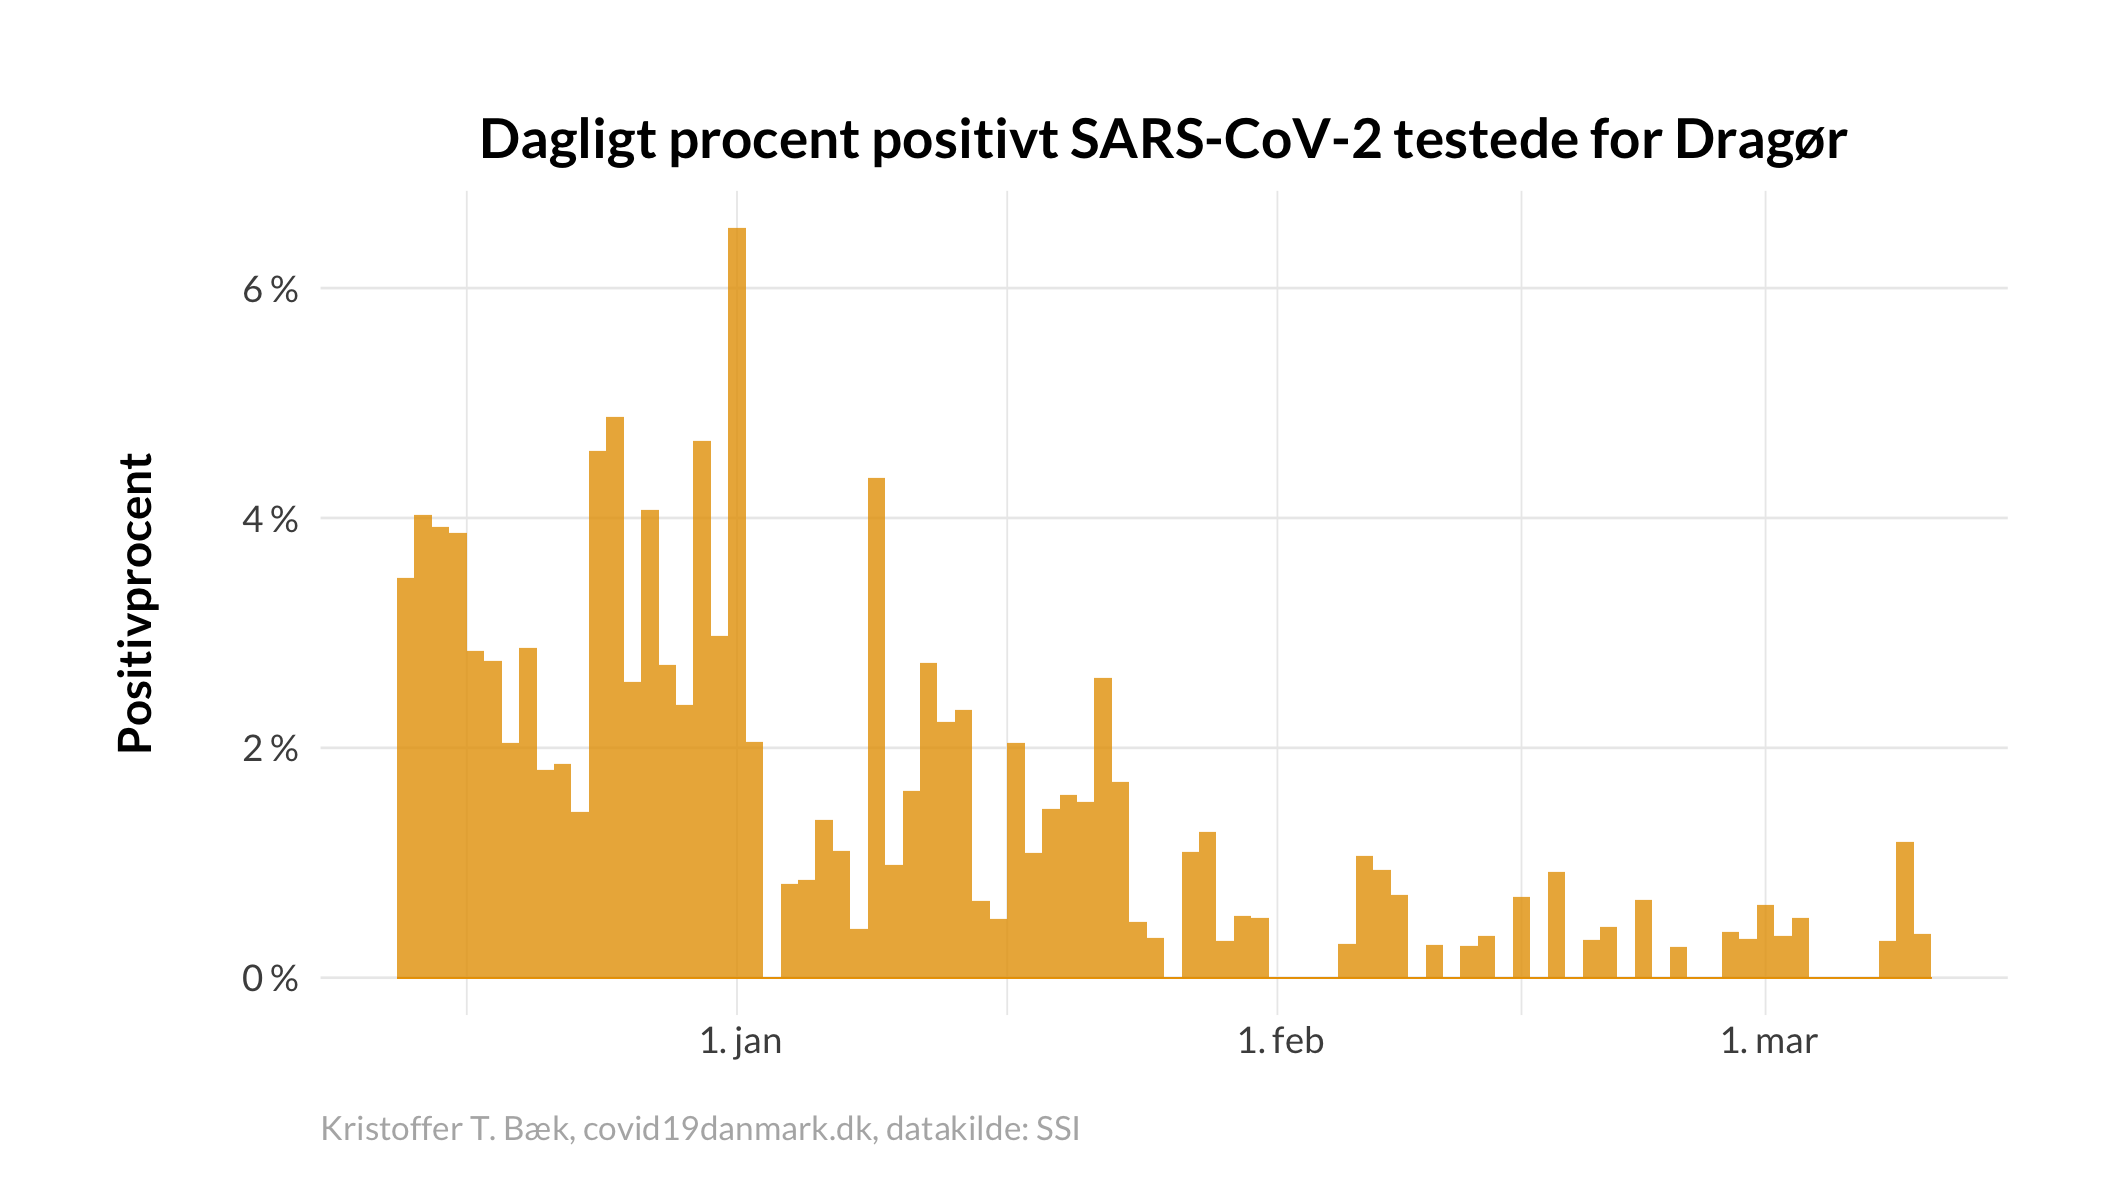 Dagligt procent positivt SARS-CoV-2 testede for Dragør
Positivprocent
6 %
4 %
2 %
0 %
1. jan
1. feb
1. mar
Kristoffer T. Bæk, covid19danmark.dk, datakilde: SSI